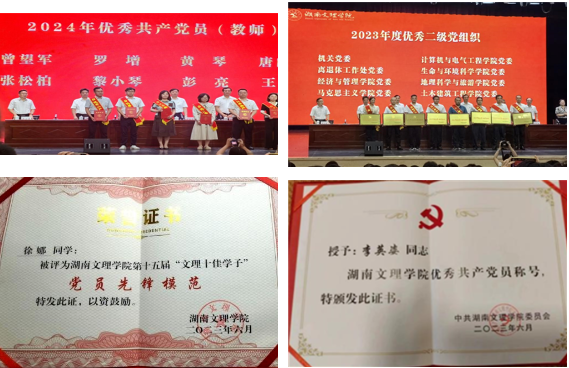 2024年优秀共产党员（教师）
曾望军 罗增 黄琴 唐
张松柏 黎小琴 彭亮 王
湖南文理学院
2023年度优秀二级党组织
机关党委 计算机与电气工程学院党委
离退休工作处党委 生命与环境科学学院党委
经济与管理学院党委 地理科学与旅游学院党委
马克思主义学院党委 土木建筑工程学院党委
荣 证书
徐娜 同学：
被评为湖南文理学院第十五届“文理十佳学子”
党员先锋模范
特发此证，以资鼓励。
湖南文理学院
二〇二三年六月
授予：李英姿 同志
湖南文理学院优秀共产党员称号，
特颁发此证书。
中共湖南文理学院委员会
二〇二三年六月